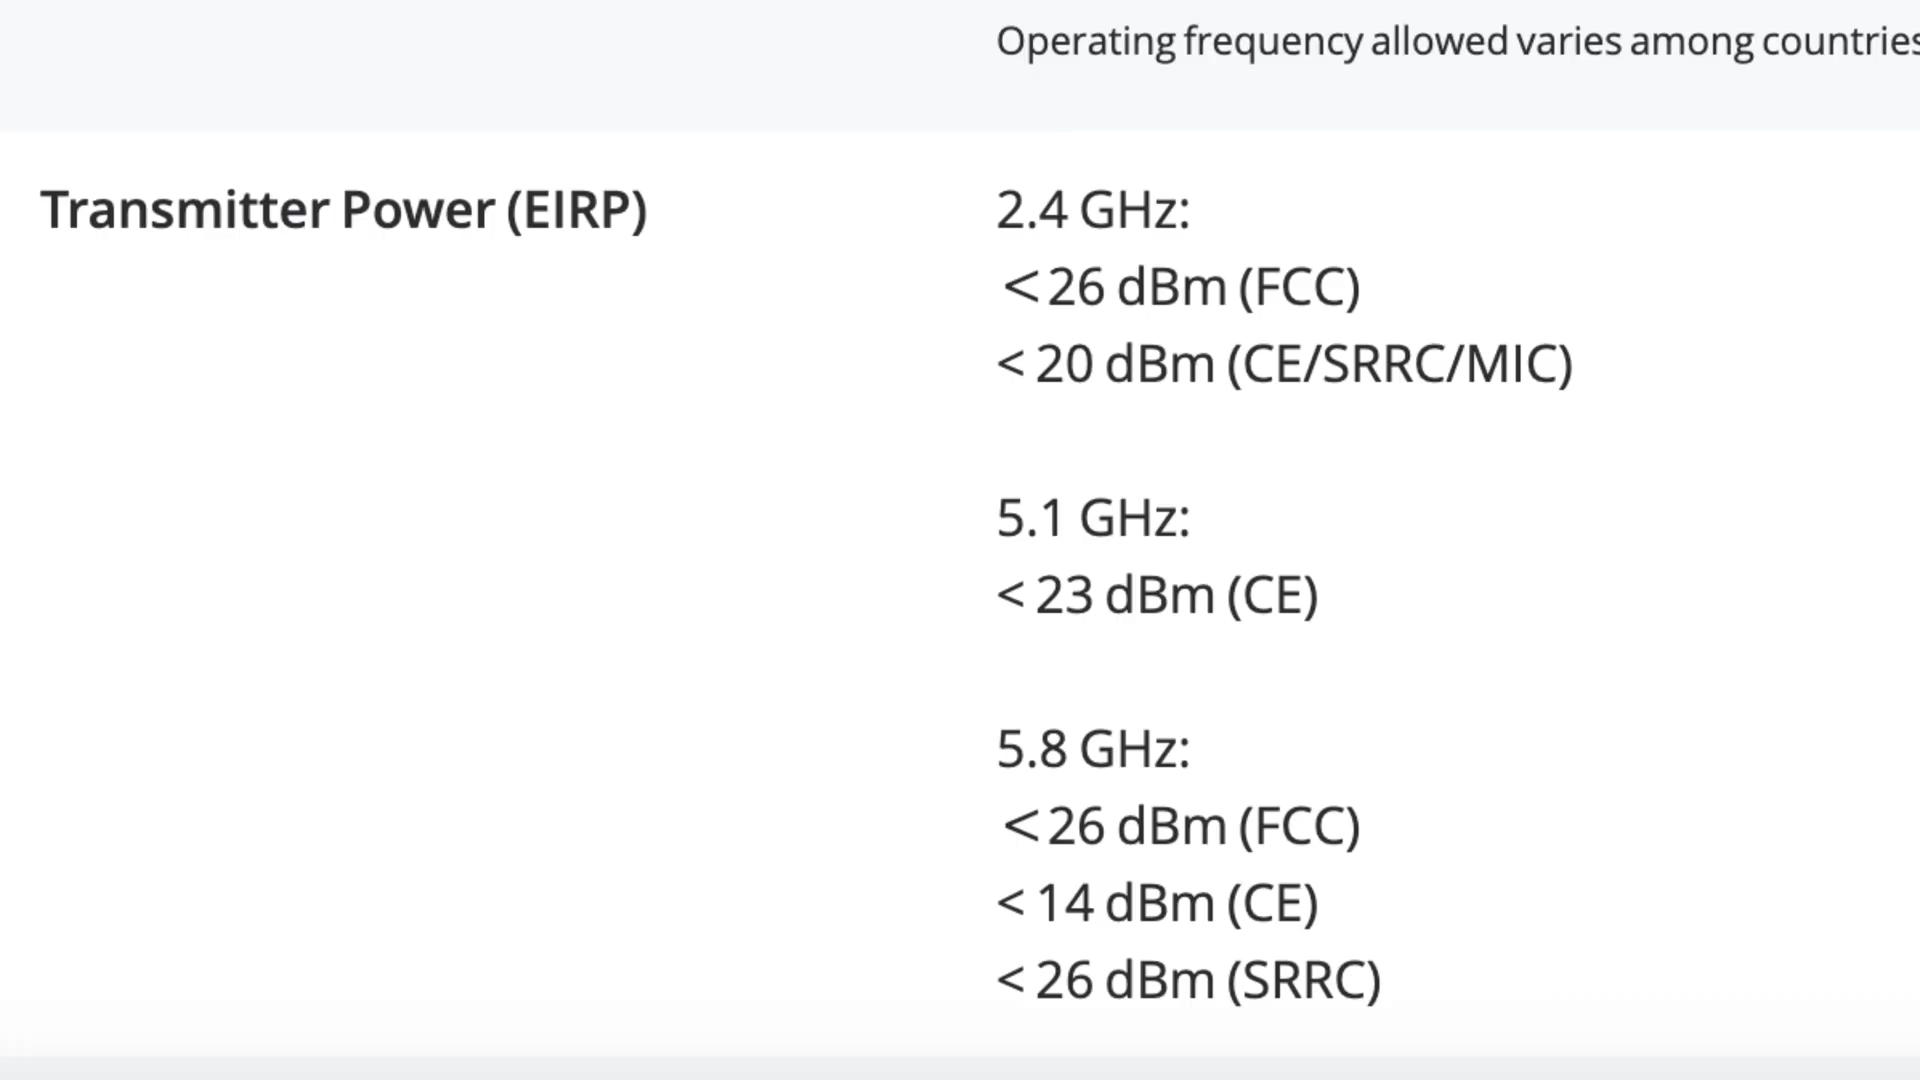 Operating frequency allowed varies among countries
Transmitter Power (EIRP)
2.4 GHz:
<26 dBm (FCC)
< 20 dBm (CE/SRRC/MIC)
5.1 GHz:
< 23 dBm (CE)
5.8 GHz:
<26 dBm (FCC)
< 14 dBm (CE)
< 26 dBm (SRRC)